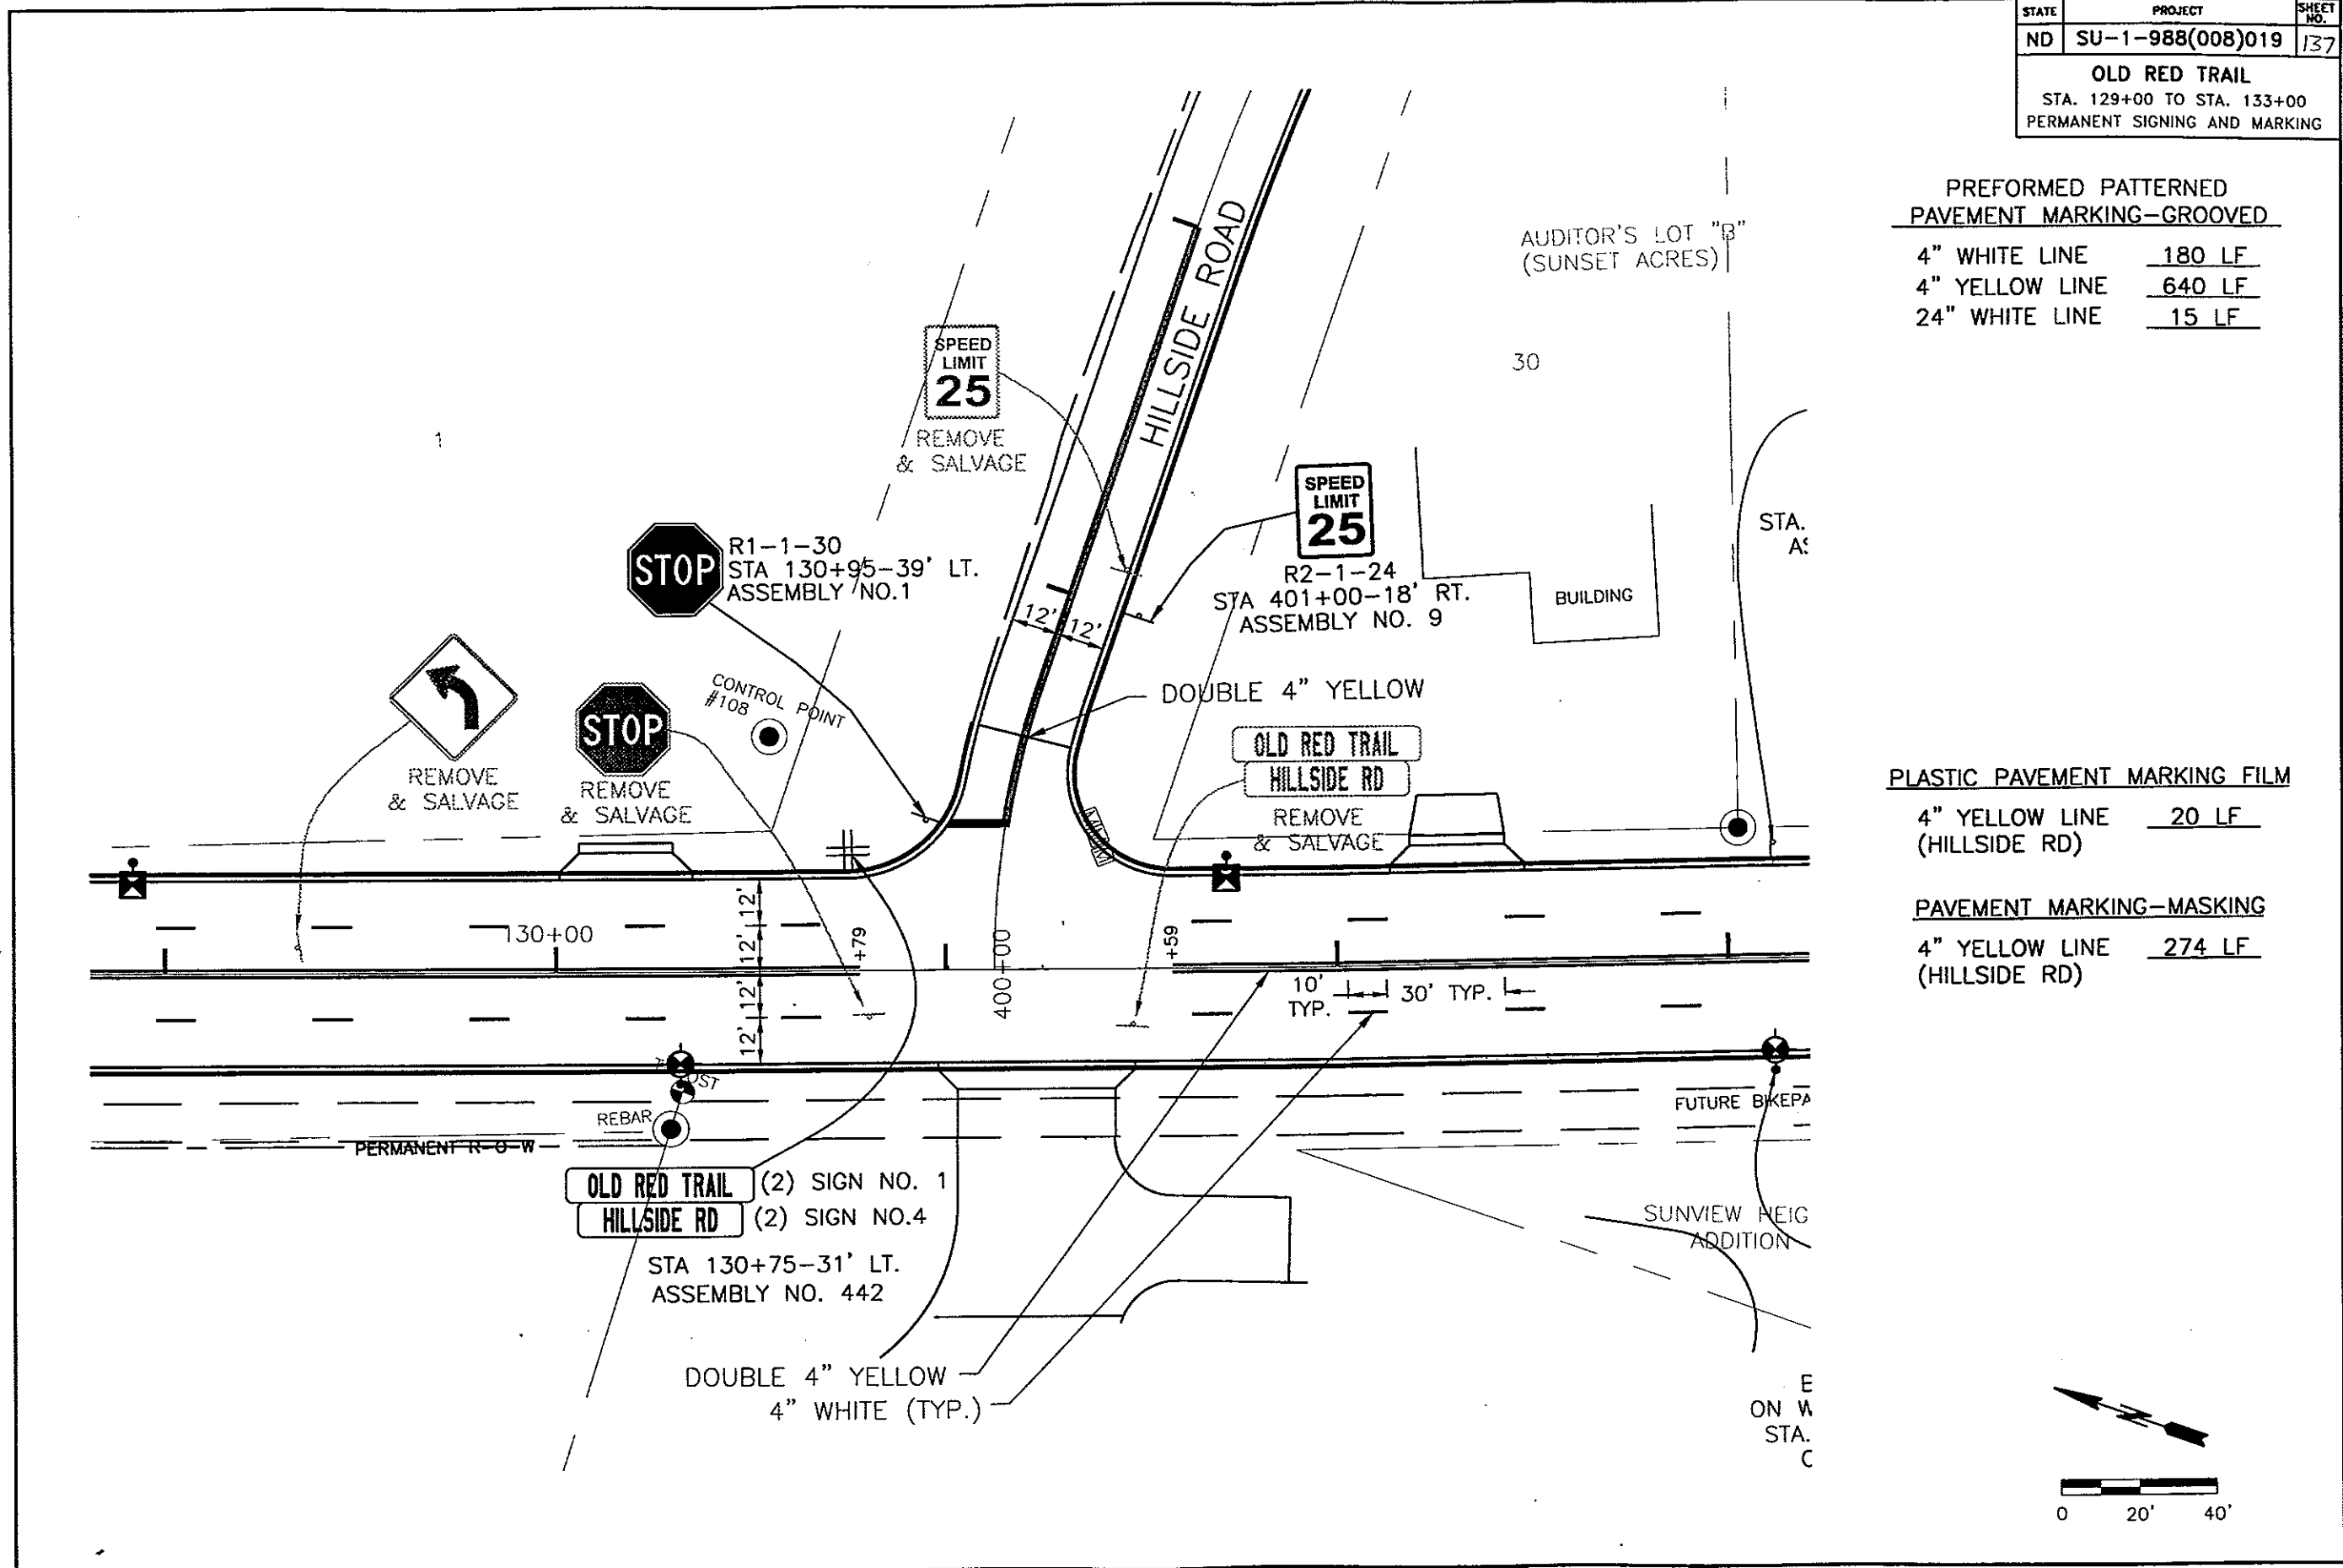 STATE PROJECT SHEET NO.
ND SU-1-988(008)019 137
OLD RED TRAIL
STA. 129+00 TO STA. 133+00
PERMANENT SIGNING AND MARKING
PREFORMED PATTERNED
PAVEMENT MARKING-GROOVED
4" WHITE LINE 180 LF
4" YELLOW LINE 640 LF
24" WHITE LINE 15 LF
HILLSIDE ROAD
AUDITOR'S LOT "B"
(SUNSET ACRES)
30
1
SPEED
LIMIT
25
REMOVE
& SALVAGE
SPEED
LIMIT
25
R2-1-24
STA 401+00-18' RT.
ASSEMBLY NO. 9
BUILDING
STA.
STOP
R1-1-30
STA 130+95-39' LT.
ASSEMBLY NO.1
12' 12'
CONTROL POINT
#108
DOUBLE 4" YELLOW
REMOVE
& SALVAGE
STOP
REMOVE
& SALVAGE
OLD RED TRAIL
HILLSIDE RD
REMOVE
& SALVAGE
PLASTIC PAVEMENT MARKING FILM
4" YELLOW LINE 20 LF
(HILLSIDE RD)
PAVEMENT MARKING-MASKING
4" YELLOW LINE 274 LF
(HILLSIDE RD)
130+00
12'
12'
12'
12'
+79
400+00
+59
10'
TYP.
30' TYP.
REBAR
PERMANENT R-O-W
FUTURE BIKEPA
OLD RED TRAIL (2) SIGN NO. 1
HILLSIDE RD (2) SIGN NO.4
STA 130+75-31' LT.
ASSEMBLY NO. 442
SUNVIEW HEIG
ADDITION
DOUBLE 4" YELLOW
4" WHITE (TYP.)
ON W
STA.
0 20' 40'